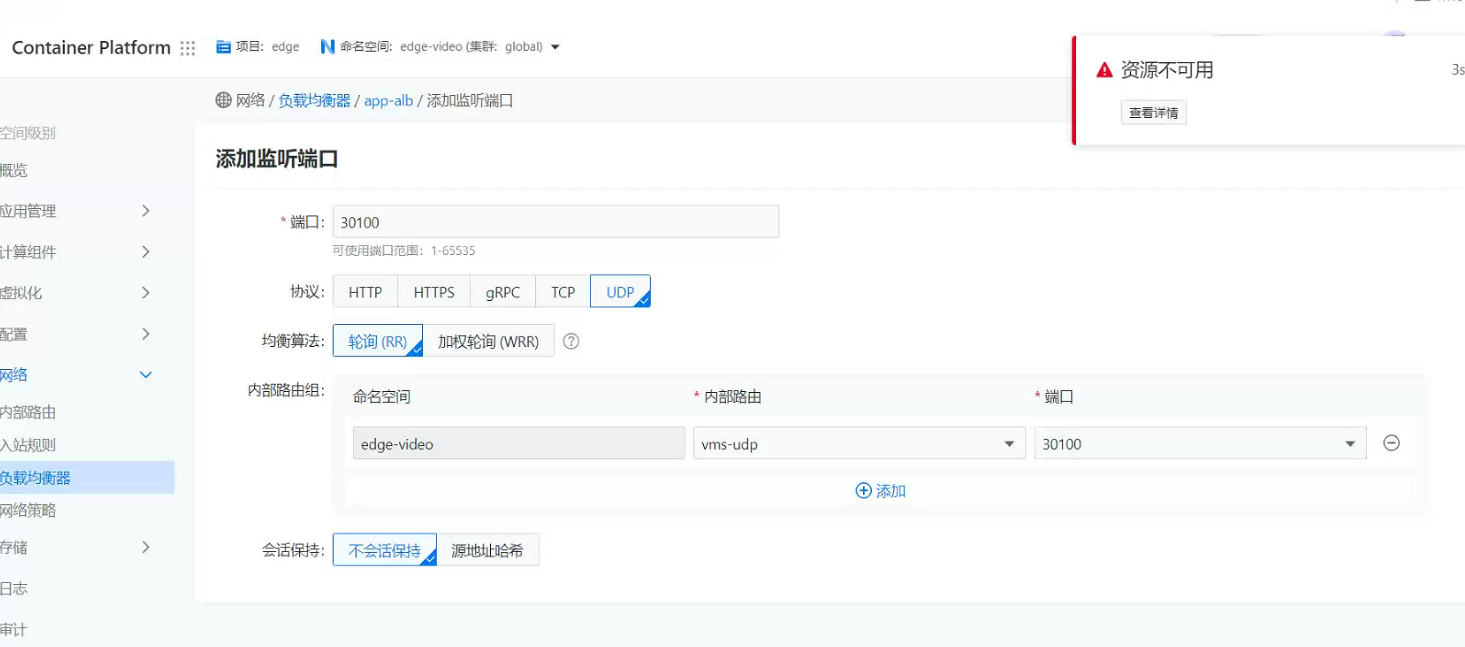 Container Platform 项目: edge 命名空间: edge-video (集群: global)
资源不可用 3s
查看详情
网络 / 负载均衡器 / app-alb / 添加监听端口
空间级别
概览
应用管理
计算组件
虚拟化
配置
网络
内部路由
入站规则
负载均衡器
网络策略
存储
日志
审计
添加监听端口
* 端口: 30100
可使用端口范围: 1-65535
协议: HTTP HTTPS gRPC TCP UDP
均衡算法: 轮询 (RR) 加权轮询 (WRR)
内部路由组: 命名空间 * 内部路由 * 端口
edge-video vms-udp 30100
添加
会话保持: 不会话保持 源地址哈希